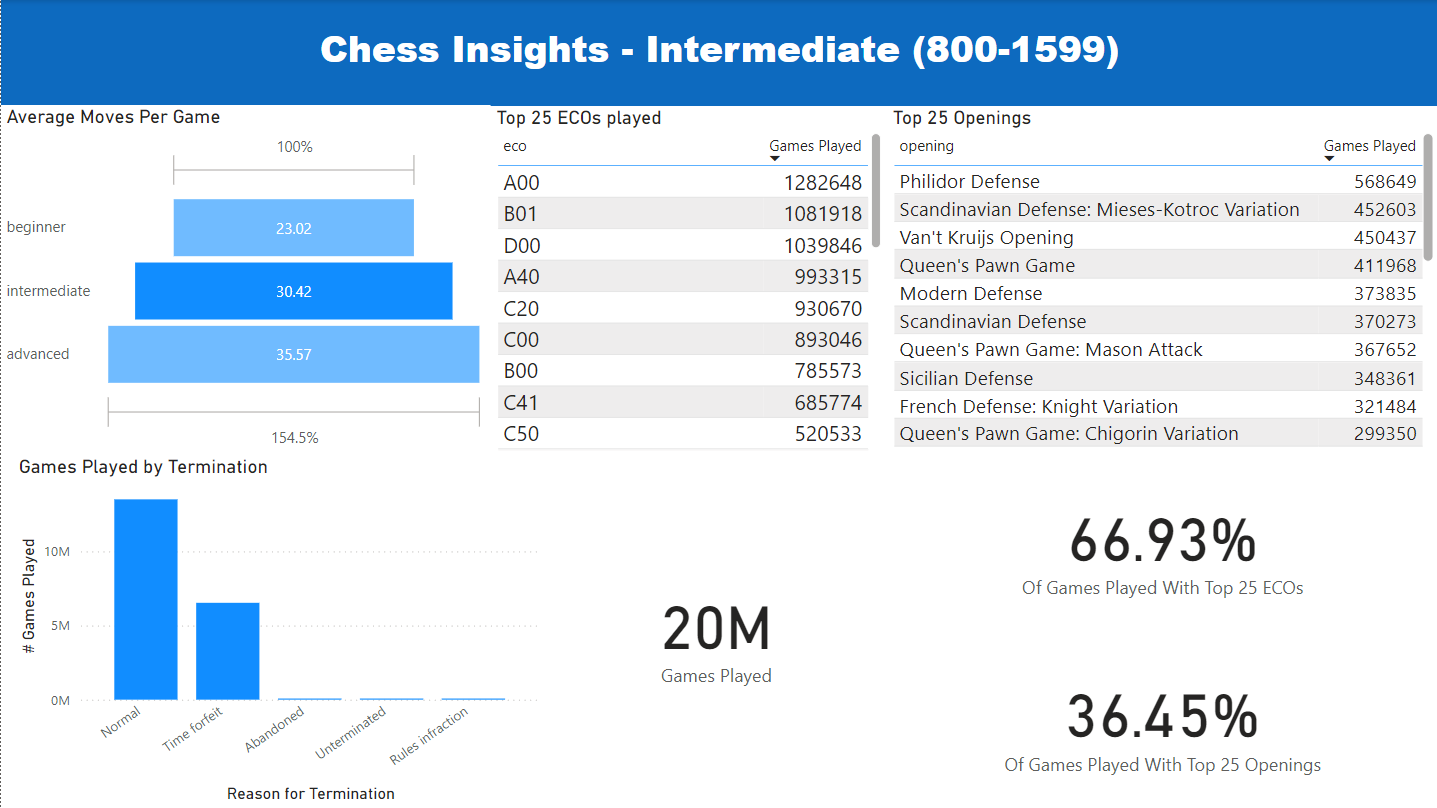 Chess Insights - Intermediate (800-1599)
Average Moves Per Game
100%
beginner 23.02
intermediate 30.42
advanced 35.57
154.5%
Top 25 ECOs played
eco Games Played
A00 1282648
B01 1081918
D00 1039846
A40 993315
C20 930670
C00 893046
B00 785573
C41 685774
C50 520533
Top 25 Openings
opening Games Played
Philidor Defense 568649
Scandinavian Defense: Mieses-Kotroc Variation 452603
Van't Kruijs Opening 450437
Queen's Pawn Game 411968
Modern Defense 373835
Scandinavian Defense 370273
Queen's Pawn Game: Mason Attack 367652
Sicilian Defense 348361
French Defense: Knight Variation 321484
Queen's Pawn Game: Chigorin Variation 299350
Games Played by Termination
# Games Played
10M
5M
0M
Normal
Time forfeit
Abandoned
Unterminated
Rules infraction
Reason for Termination
20M
Games Played
66.93%
Of Games Played With Top 25 ECOs
36.45%
Of Games Played With Top 25 Openings